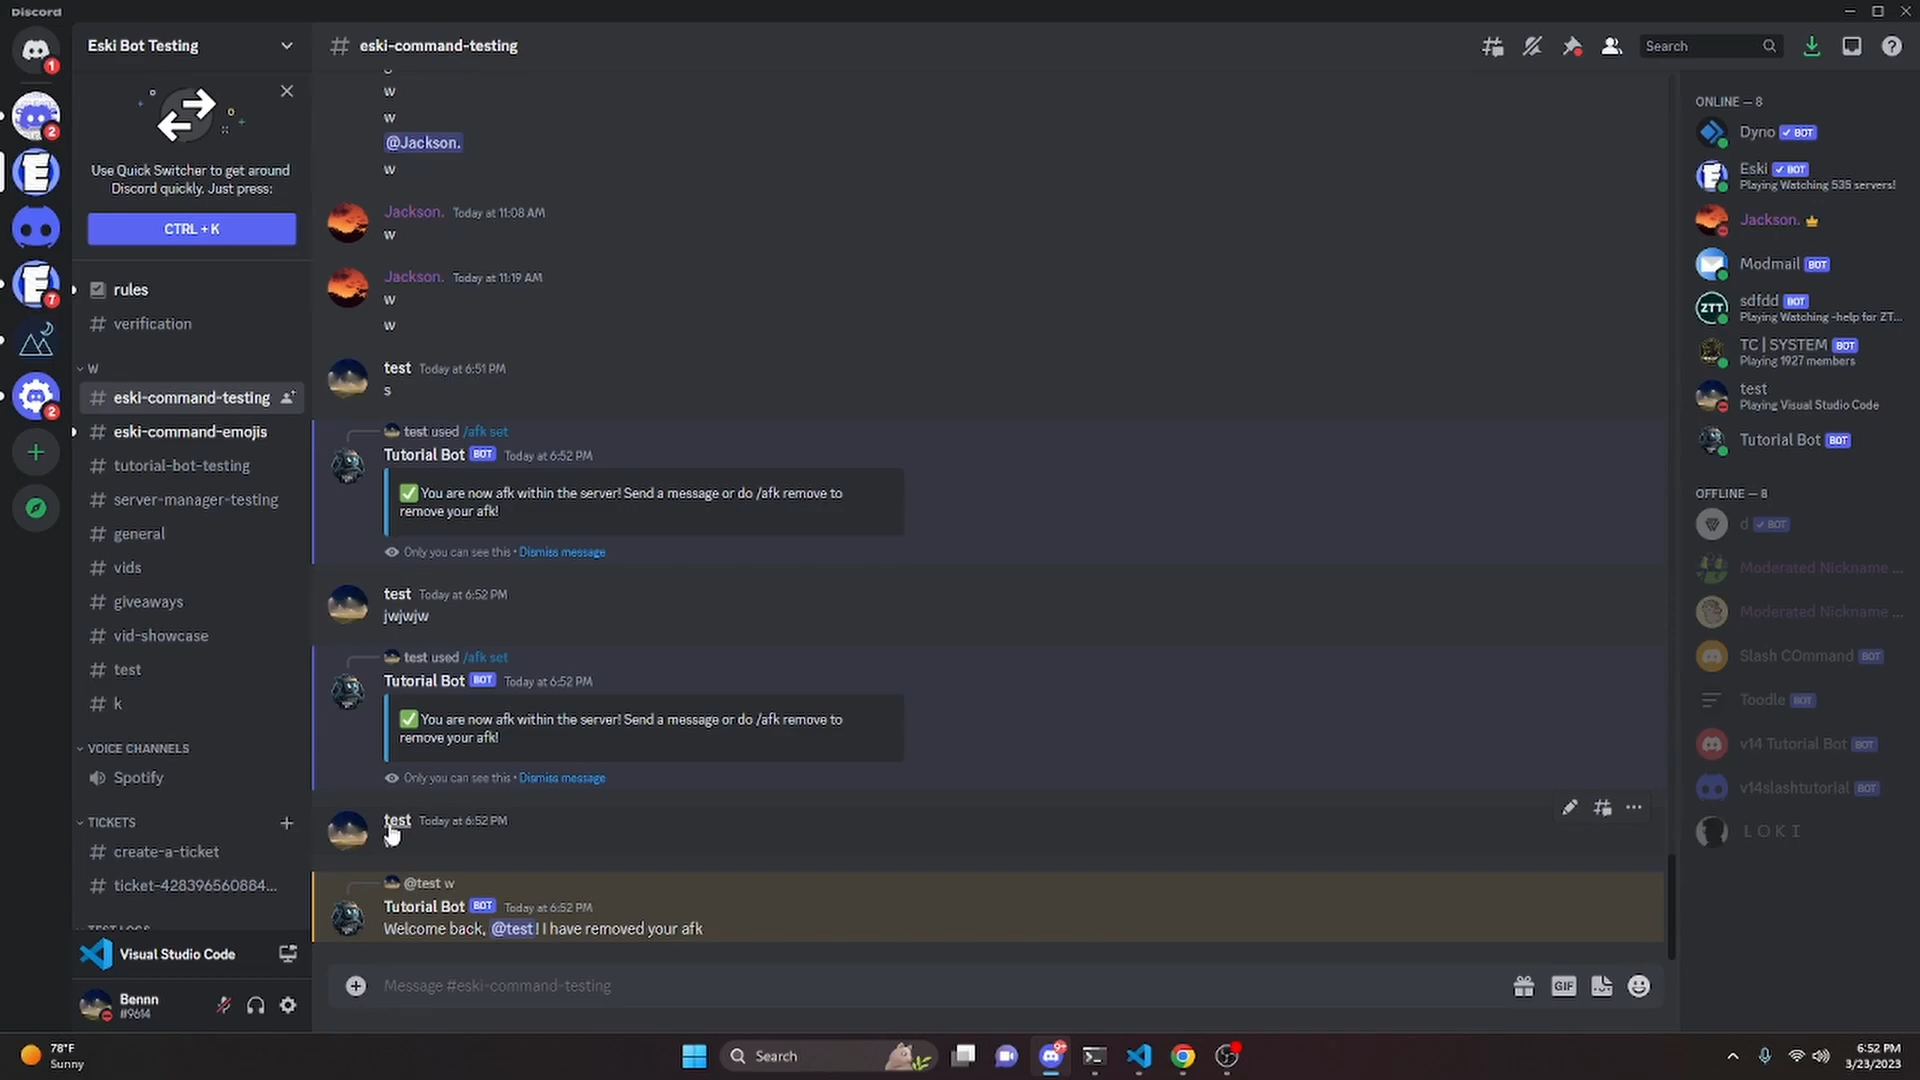 Discord
Eski Bot Testing
eski-command-testing
Search
1
2
7
2
Use Quick Switcher to get around
Discord quickly. Just press:
CTRL + K
rules
verification
W
eski-command-testing
eski-command-emojis
tutorial-bot-testing
server-manager-testing
general
vids
giveaways
vid-showcase
test
k
VOICE CHANNELS
Spotify
TICKETS
create-a-ticket
ticket-428396560884...
Visual Studio Code
Bennn
#9614
w
w
@Jackson.
w
Jackson. Today at 11:08 AM
w
Jackson. Today at 11:19 AM
w
w
test Today at 6:51 PM
s
test used /afk set
Tutorial Bot BOT Today at 6:52 PM
✅ You are now afk within the server! Send a message or do /afk remove to
remove your afk!
Only you can see this • Dismiss message
test Today at 6:52 PM
jwjwjw
test used /afk set
Tutorial Bot BOT Today at 6:52 PM
✅ You are now afk within the server! Send a message or do /afk remove to
remove your afk!
Only you can see this • Dismiss message
test Today at 6:52 PM
@test w
Tutorial Bot BOT Today at 6:52 PM
Welcome back, @test! I have removed your afk
Message #eski-command-testing
GIF
ONLINE — 8
Dyno BOT
Eski BOT
Playing Watching 535 servers!
Jackson.
Modmail BOT
ZTT
sdfdd BOT
Playing Watching -help for ZT...
TC | SYSTEM BOT
Playing 1927 members
test
Playing Visual Studio Code
Tutorial Bot BOT
OFFLINE — 8
d BOT
Moderated Nickname ...
Moderated Nickname ...
Slash COmmand BOT
Toodle BOT
v14 Tutorial Bot BOT
v14slashtutorial BOT
L O K I
78°F
Sunny
Search
9+
6:52 PM
3/23/2023